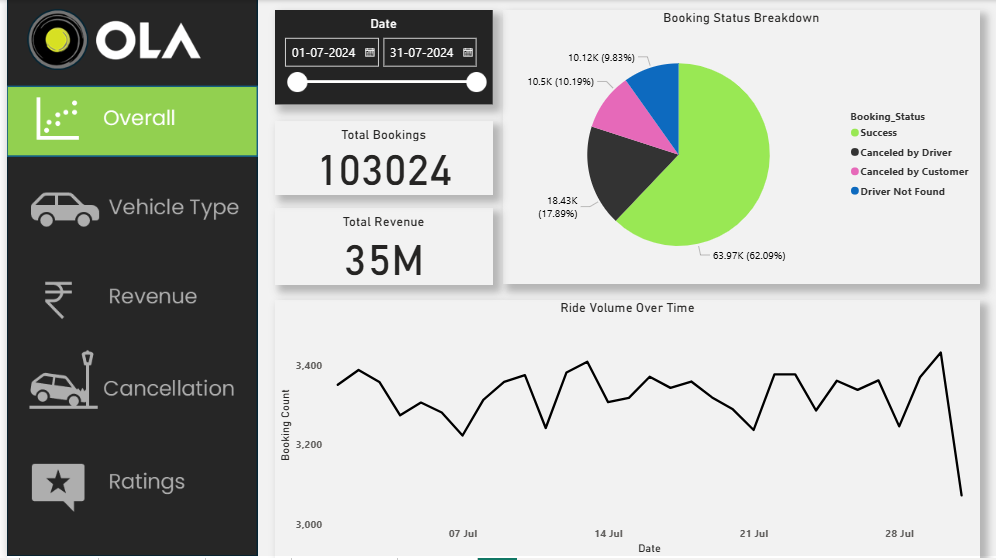 OLA
Overall
Vehicle Type
Revenue
Cancellation
Ratings
Date
01-07-2024 31-07-2024
Total Bookings
103024
Total Revenue
35M
Booking Status Breakdown
10.12K (9.83%)
10.5K (10.19%)
18.43K
(17.89%)
63.97K (62.09%)
Booking_Status
Success
Canceled by Driver
Canceled by Customer
Driver Not Found
Ride Volume Over Time
Booking Count
3,400
3,200
3,000
07 Jul 14 Jul 21 Jul 28 Jul
Date